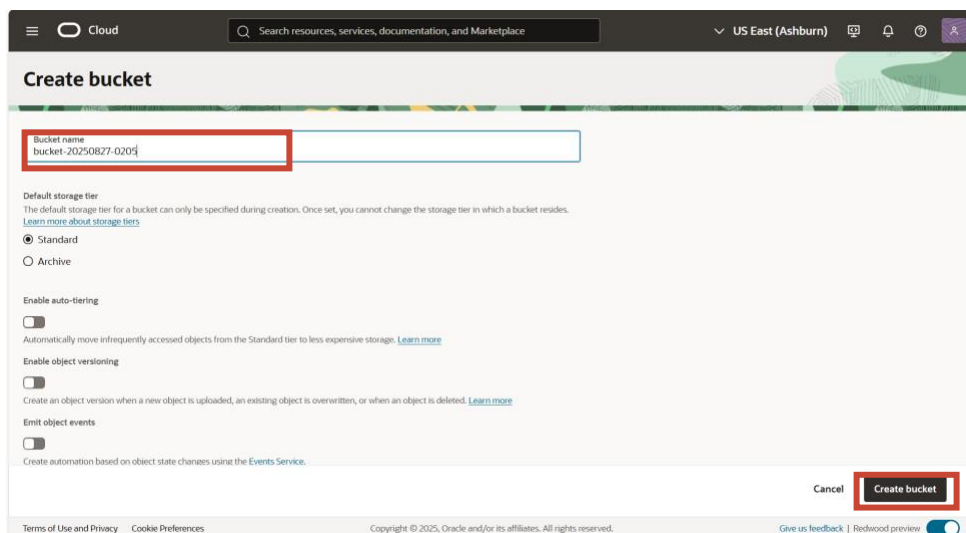 Cloud
Search resources, services, documentation, and Marketplace
US East (Ashburn)
Create bucket
Bucket name
bucket-20250827-0205
Default storage tier
The default storage tier for a bucket can only be specified during creation. Once set, you cannot change the storage tier in which a bucket resides.
Learn more about storage tiers
Standard
Archive
Enable auto-tiering
Automatically move infrequently accessed objects from the Standard tier to less expensive storage. Learn more
Enable object versioning
Create an object version when a new object is uploaded, an existing object is overwritten, or when an object is deleted. Learn more
Emit object events
Create automation based on object state changes using the Events Service.
Cancel
Create bucket
Terms of Use and Privacy Cookie Preferences
Copyright © 2025, Oracle and/or its affiliates. All rights reserved.
Give us feedback | Redwood preview